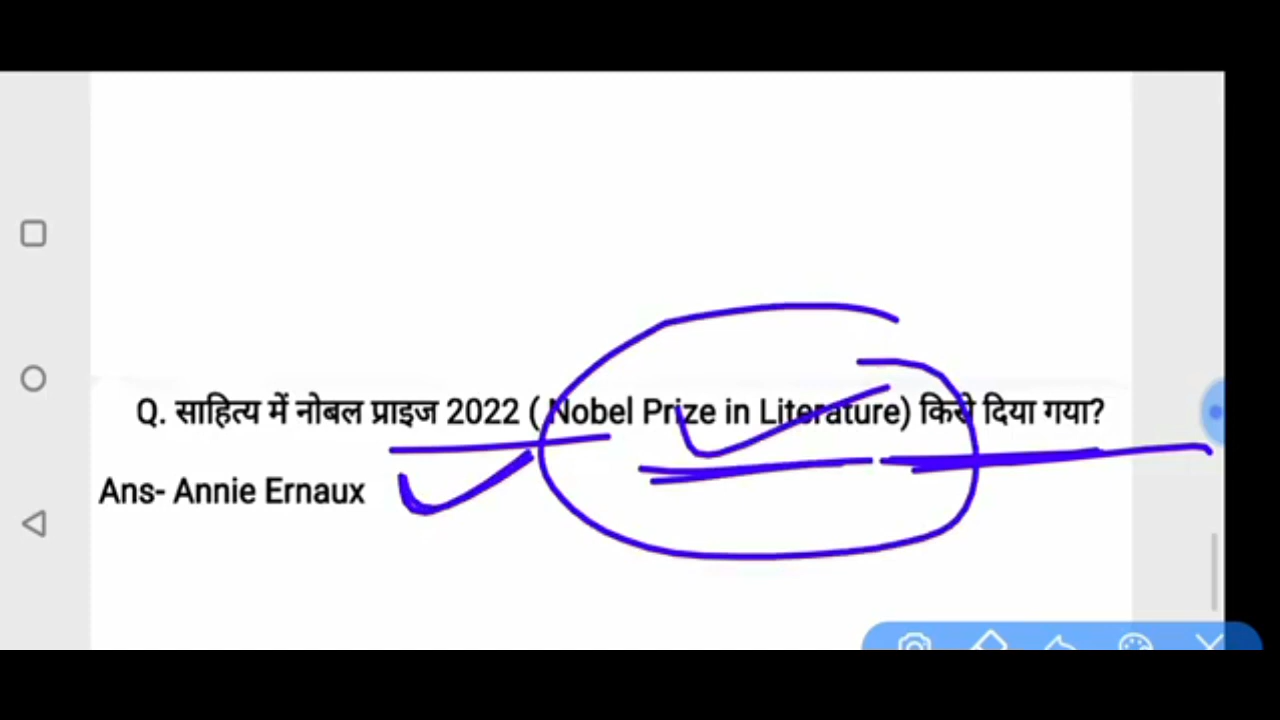 Q. साहित्य में नोबल प्राइज 2022 ( Nobel Prize in Literature) किसे दिया गया?
Ans- Annie Ernaux